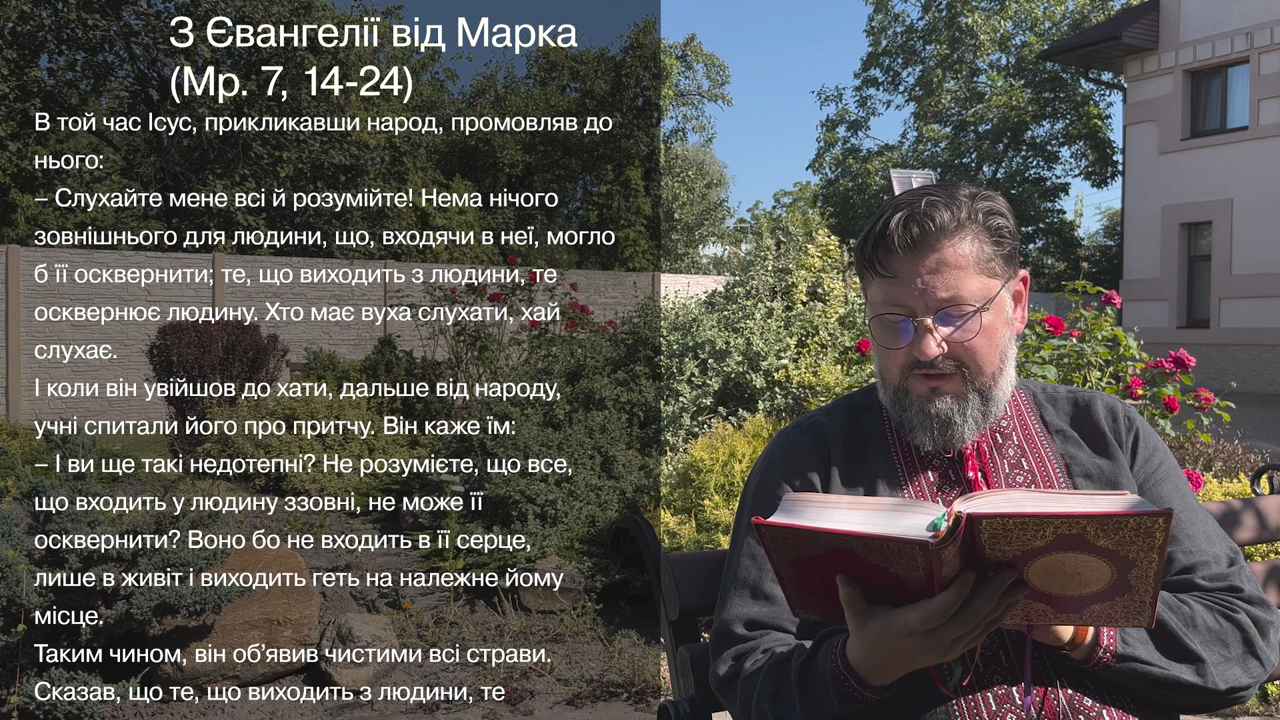 З Євангелії від Марка
(Мр. 7, 14-24)
В той час Ісус, прикликавши народ, промовляв до
нього:
– Слухайте мене всі й розумійте! Нема нічого
зовнішнього для людини, що, входячи в неї, могло
б її осквернити; те, що виходить з людини, те
осквернює людину. Хто має вуха слухати, хай
слухає.
І коли він увійшов до хати, дальше від народу,
учні спитали його про притчу. Він каже їм:
– І ви ще такі недотепні? Не розумієте, що все,
що входить у людину ззовні, не може її
осквернити? Воно бо не входить в її серце,
лише в живіт і виходить геть на належне йому
місце.
Таким чином, він об’явив чистими всі страви.
Сказав, що те, що виходить з людини, те